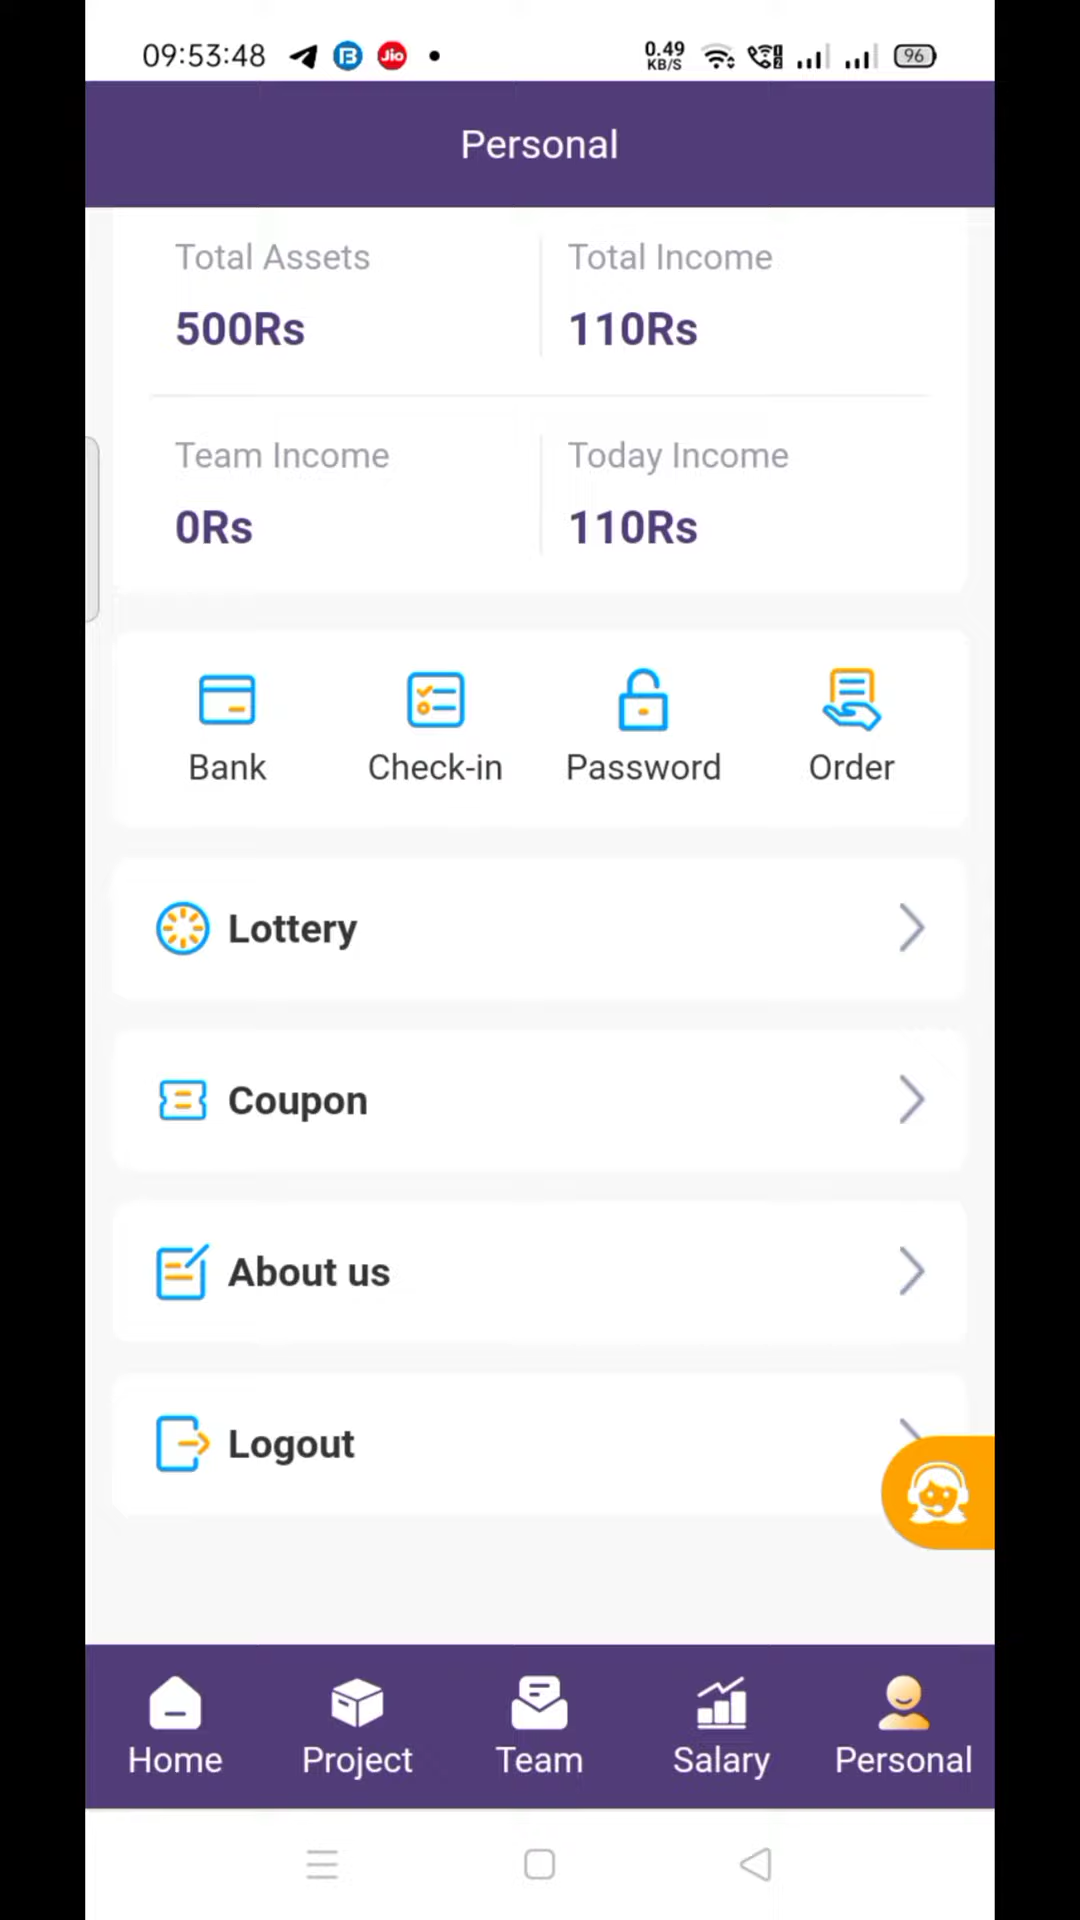 09:53:48 Jio 0.49 KB/S 96
Personal
Total Assets Total Income
500Rs 110Rs
Team Income Today Income
0Rs 110Rs
Bank Check-in Password Order
Lottery
Coupon
About us
Logout
Home Project Team Salary Personal